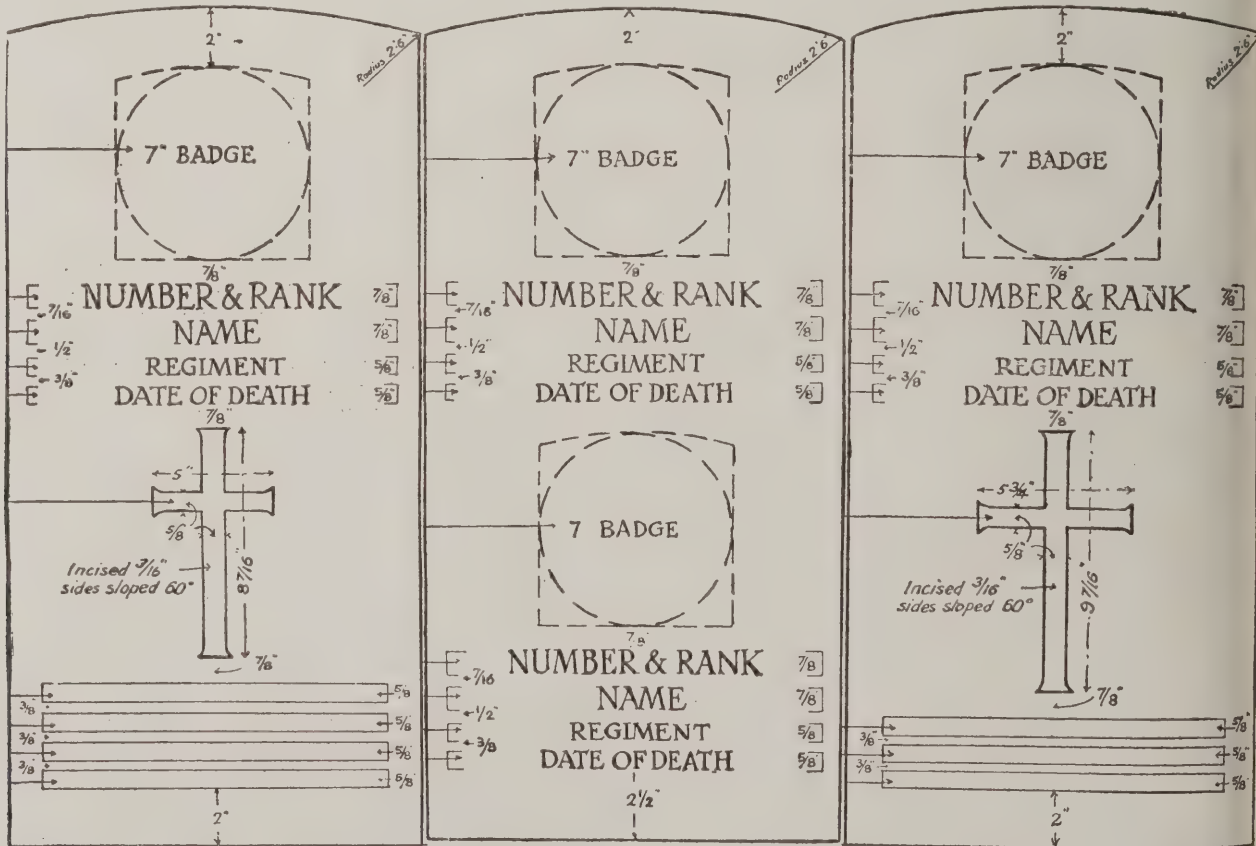 2"
Radius 2'.6"
7" BADGE
7/8"
NUMBER & RANK
7/8"
7/16"
NAME
7/8"
1/2"
REGIMENT
5/8"
3/8"
DATE OF DEATH
5/8"
7/8"
5"
5/8"
8 7/16"
Incised 3/16"
sides sloped 60°
7/8"
5/8
3/8"
5/8"
3/8"
5/8"
3/8"
5/8"
2"
2"
Radius 2'.6"
7" BADGE
7/8"
NUMBER & RANK
7/8"
7/16"
NAME
7/8"
1/2"
REGIMENT
5/8"
3/8"
DATE OF DEATH
5/8"
7 BADGE
7/8
NUMBER & RANK
7/8
7/16
NAME
7/8
1/2"
REGIMENT
5/8
3/8
DATE OF DEATH
5/8
2 1/2"
2"
Radius 2'.6"
7" BADGE
7/8"
NUMBER & RANK
7/8"
7/16"
NAME
7/8"
1/2"
REGIMENT
5/8"
3/8"
DATE OF DEATH
5/8"
7/8"
5 3/4"
5/8"
9 7/16"
Incised 3/16"
sides sloped 60°
7/8"
5/8"
3/8"
5/8"
3/8"
5/8"
2"